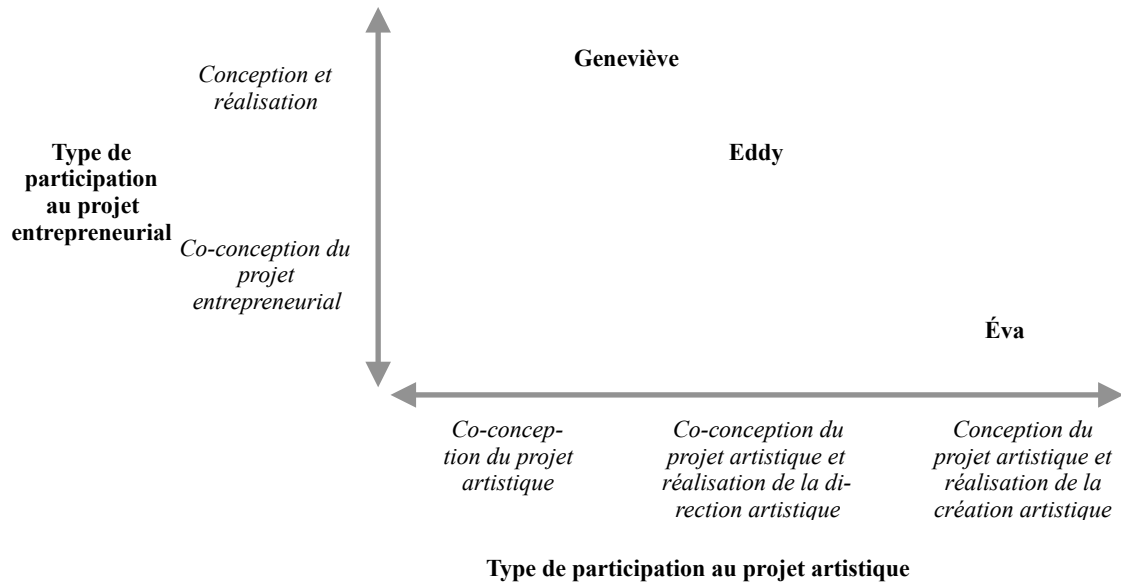 Geneviève
Conception et
réalisation
Eddy
Type de
participation
au projet
entrepreneurial
Co-conception du
projet
entrepreneurial
Éva
Co-concep-
tion du projet
artistique
Co-conception du
projet artistique et
réalisation de la di-
rection artistique
Conception du
projet artistique et
réalisation de la
création artistique
Type de participation au projet artistique